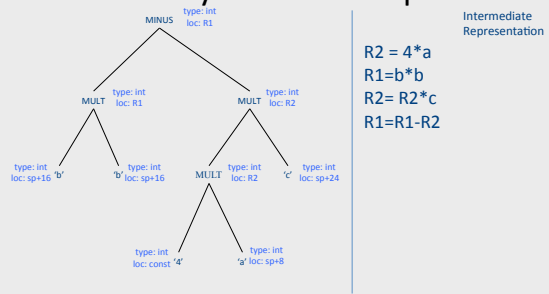 type: int
loc: R1
MINUS
Intermediate
Representation
R2 = 4*a
R1=b*b
R2= R2*c
R1=R1-R2
MULT
type: int
loc: R1
MULT
type: int
loc: R2
type: int
loc: sp+16
'b'
'b'
type: int
loc: sp+16
MULT
type: int
loc: R2
'c'
type: int
loc: sp+24
type: int
loc: const
'4'
'a'
type: int
loc: sp+8